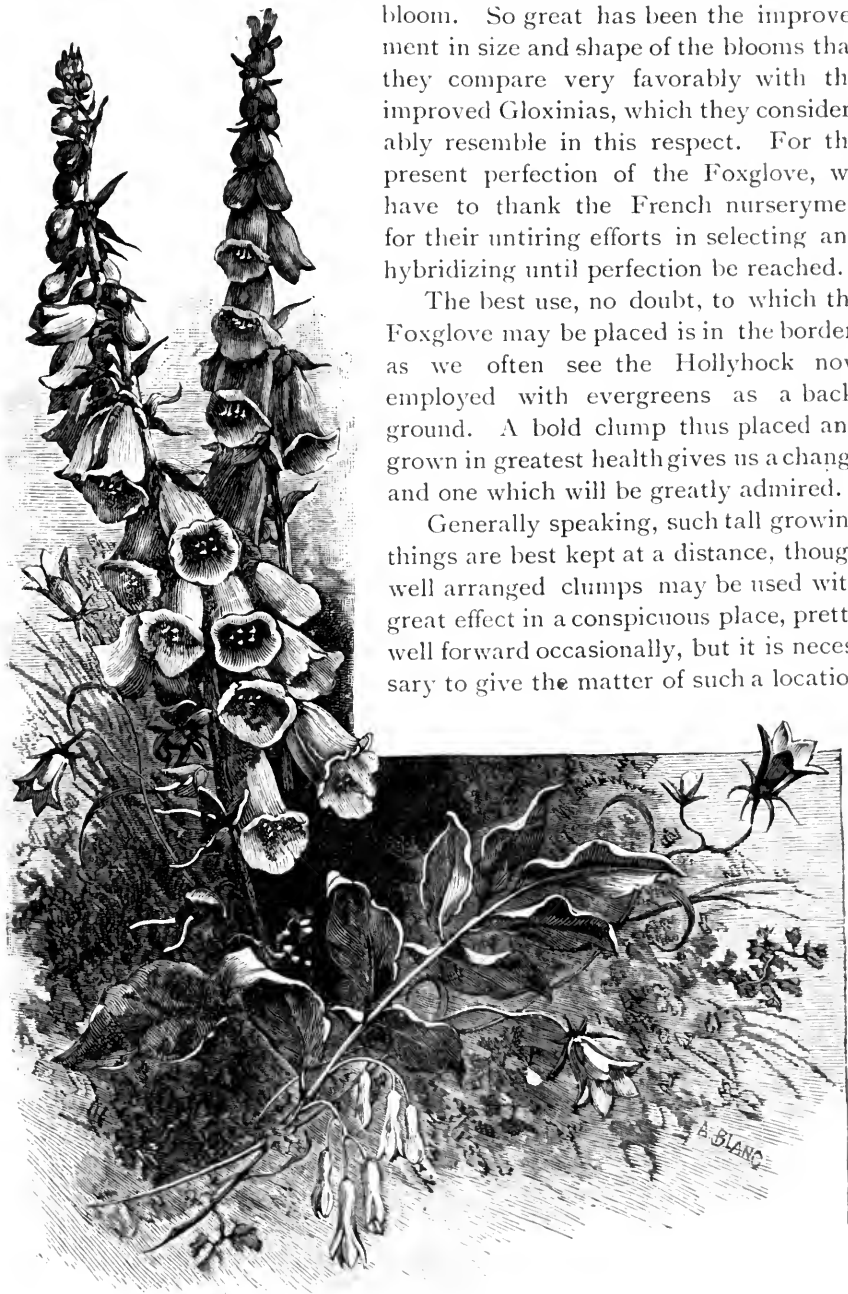 bloom. So great has been the improve
ment in size and shape of the blooms tha
they compare very favorably with th
improved Gloxinias, which they consider
ably resemble in this respect. For th
present perfection of the Foxglove, w
have to thank the French nurseryme
for their untiring efforts in selecting an
hybridizing until perfection be reached.
The best use, no doubt, to which th
Foxglove may be placed is in the border
as we often see the Hollyhock now
employed with evergreens as a back
ground. A bold clump thus placed an
grown in greatest health gives us a chang
and one which will be greatly admired.
Generally speaking, such tall growin
things are best kept at a distance, thoug
well arranged clumps may be used wit
great effect in a conspicuous place, prett
well forward occasionally, but it is neces
sary to give the matter of such a locatio
A. BLANC